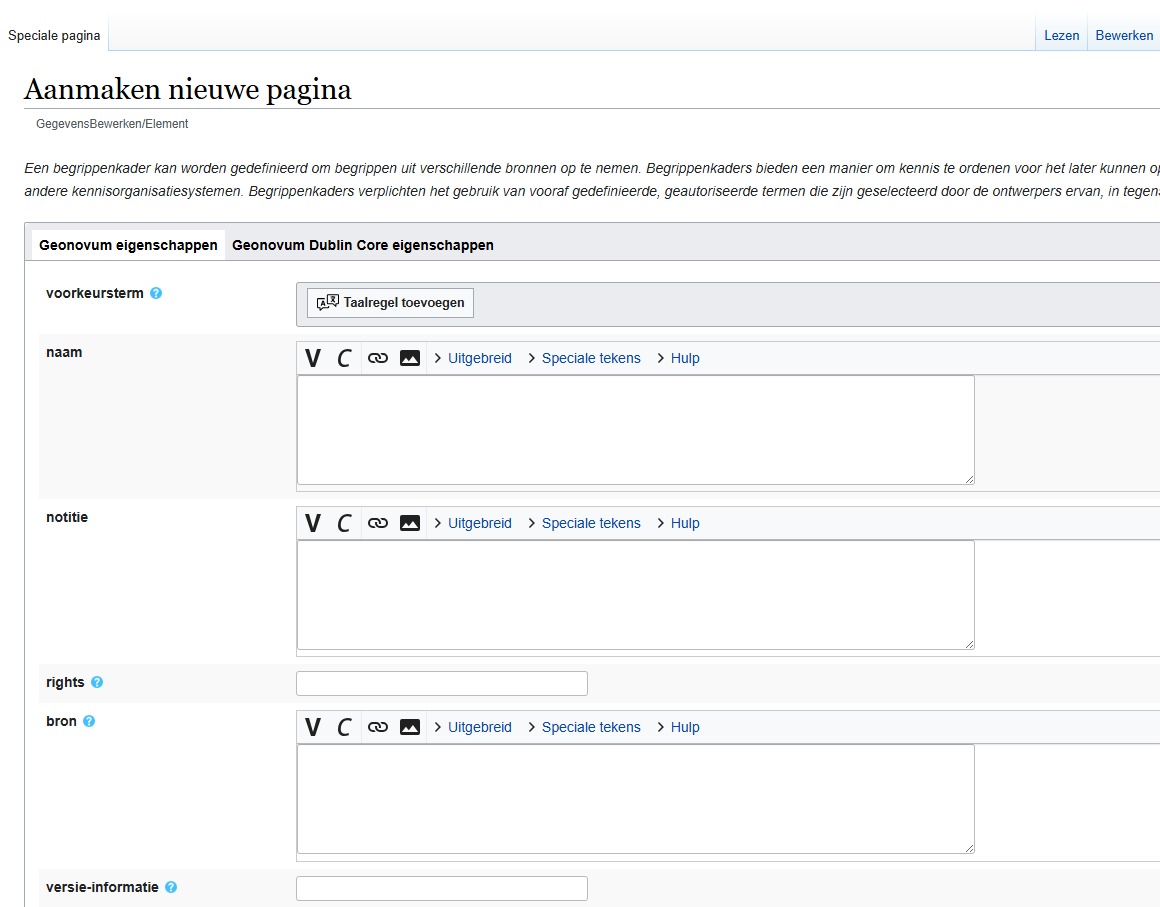 Speciale pagina
Lezen
Bewerken
Aanmaken nieuwe pagina
GegevensBewerken/Element
Een begrippenkader kan worden gedefinieerd om begrippen uit verschillende bronnen op te nemen. Begrippenkaders bieden een manier om kennis te ordenen voor het later kunnen
andere kennisorganisatiesystemen. Begrippenkaders verplichten het gebruik van vooraf gedefinieerde, geautoriseerde termen die zijn geselecteerd door de ontwerpers ervan, in
Geonovum eigenschappen
Geonovum Dublin Core eigenschappen
voorkeursterm ?
Taalregel toevoegen
naam
V C Uitgebreid Speciale tekens Hulp
notitie
V C Uitgebreid Speciale tekens Hulp
rights ?
bron ?
V C Uitgebreid Speciale tekens Hulp
versie-informatie ?